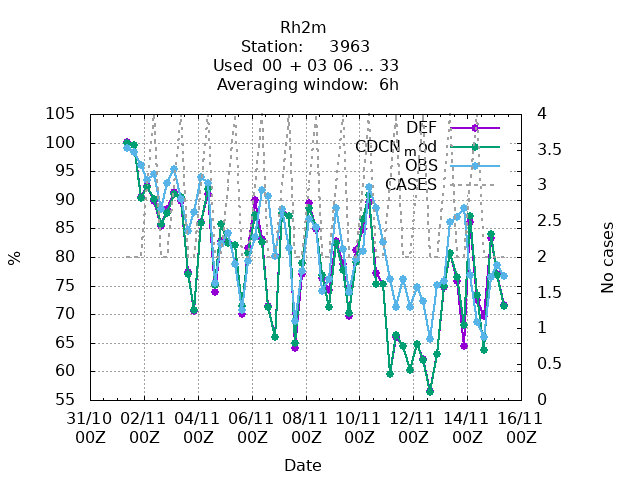 Rh2m
Station: 3963
Used 00 + 03 06 ... 33
Averaging window: 6h
DEF
CDCN_mod
OBS
CASES
105
100
95
90
85
80
75
70
65
60
55
%
4
3.5
3
2.5
2
1.5
1
0.5
0
No cases
31/10 02/11 04/11 06/11 08/11 10/11 12/11 14/11 16/11
00Z 00Z 00Z 00Z 00Z 00Z 00Z 00Z 00Z
Date